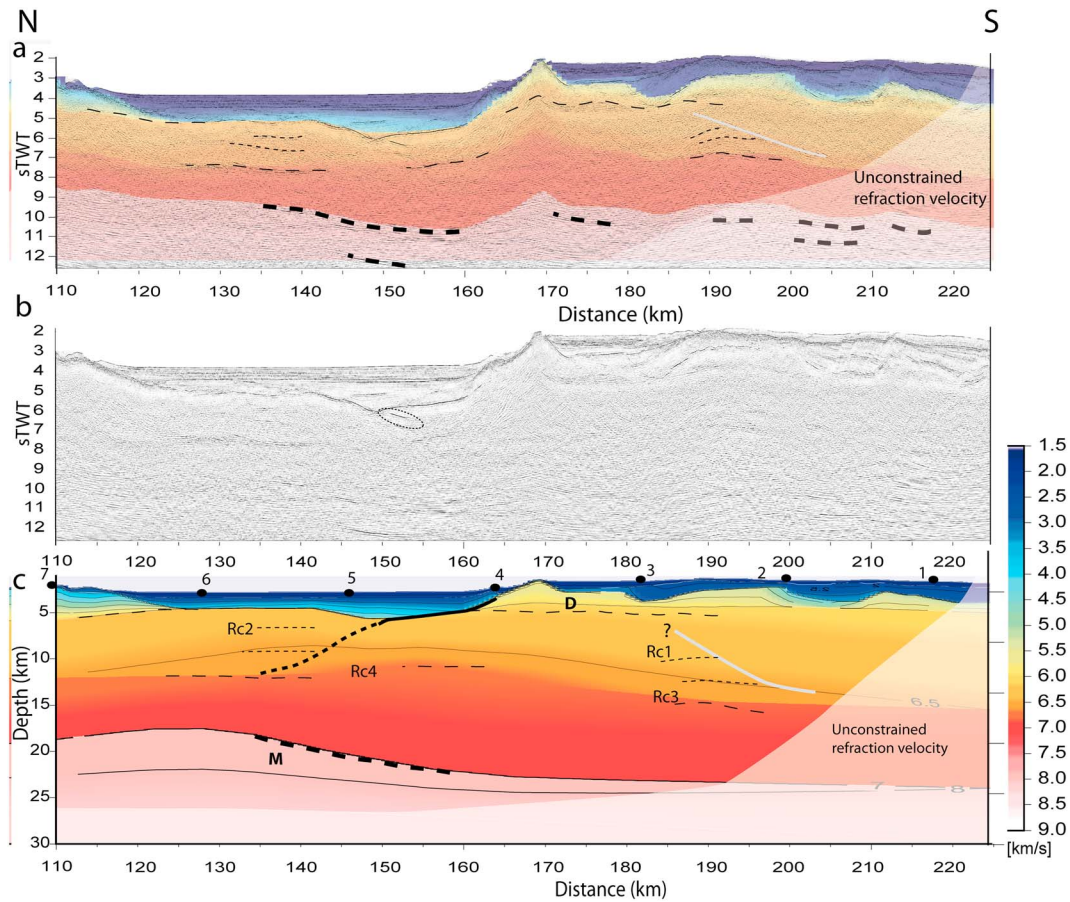 N S
a
2
3
4
5
6
7
8
9
10
11
12
sTWT
Unconstrained
refraction velocity
110 120 130 140 150 160 170 180 190 200 210 220
Distance (km)
b
2
3
4
5
6
7
8
9
10
11
12
sTWT
110 120 130 140 150 160 170 180 190 200 210 220
7 6 5 4 3 2 1
c
D
5
Rc2
?
Rc1
10
Rc4
Rc3
6.5
15
Depth (km)
Unconstrained
refraction velocity
20
M
7 8
25
30
110 120 130 140 150 160 170 180 190 200 210 220
Distance (km)
1.5
2.0
2.5
3.0
3.5
4.0
4.5
5.0
5.5
6.0
6.5
7.0
7.5
8.0
8.5
9.0
[km/s]